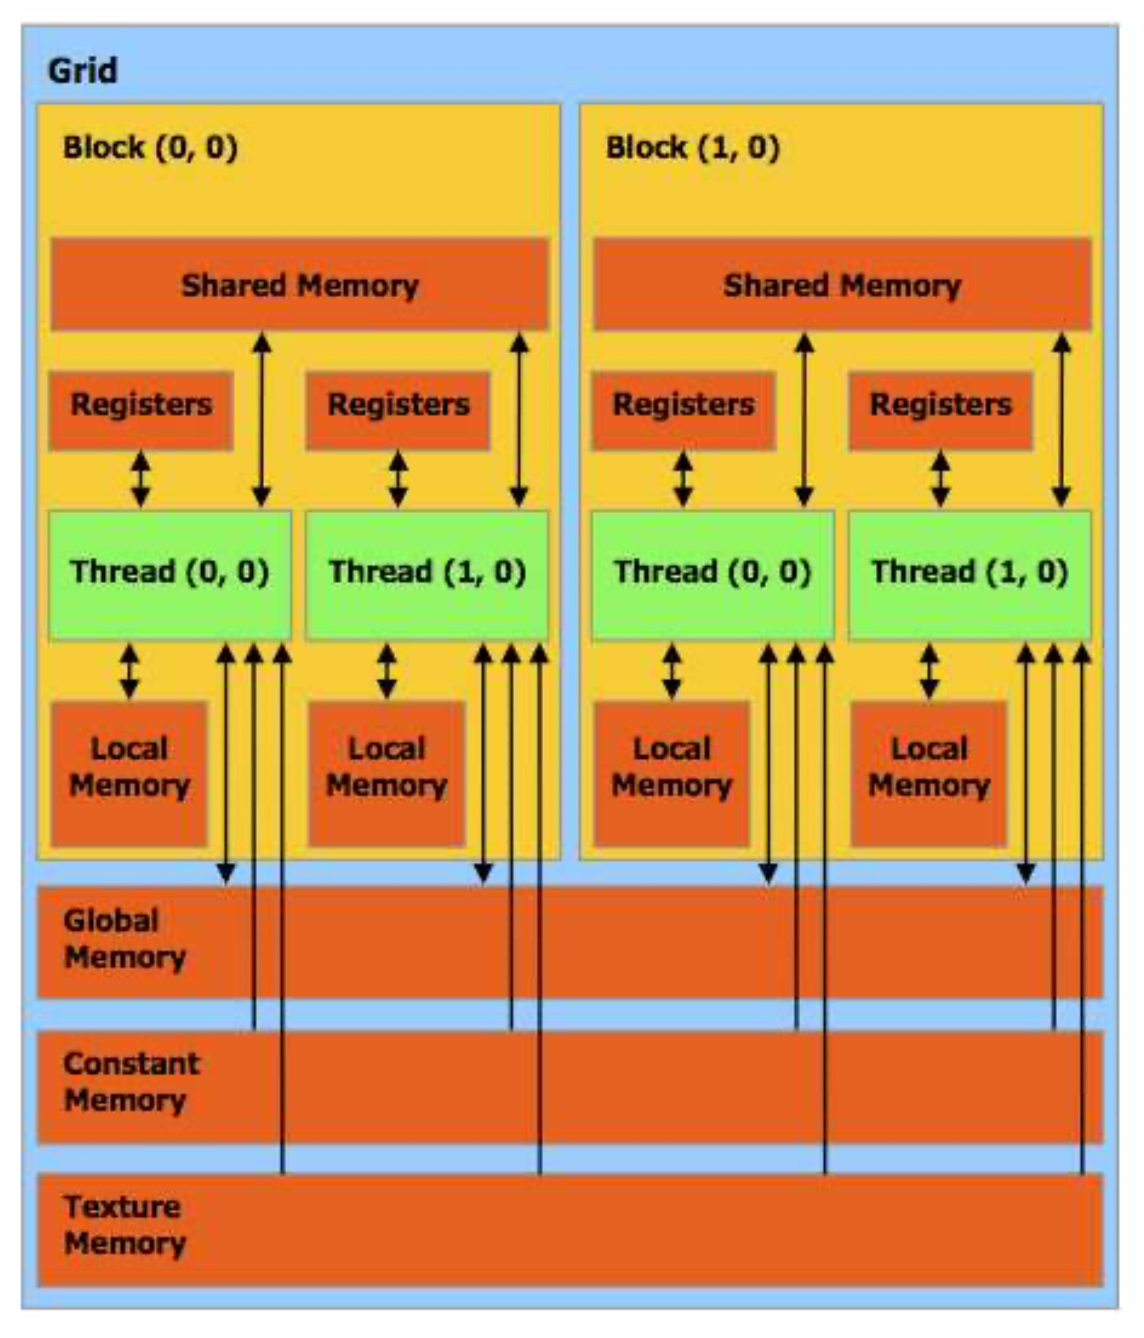 Grid
Block (0, 0)
Shared Memory
Registers
Registers
Thread (0, 0)
Thread (1, 0)
Local
Memory
Local
Memory
Block (1, 0)
Shared Memory
Registers
Registers
Thread (0, 0)
Thread (1, 0)
Local
Memory
Local
Memory
Global
Memory
Constant
Memory
Texture
Memory